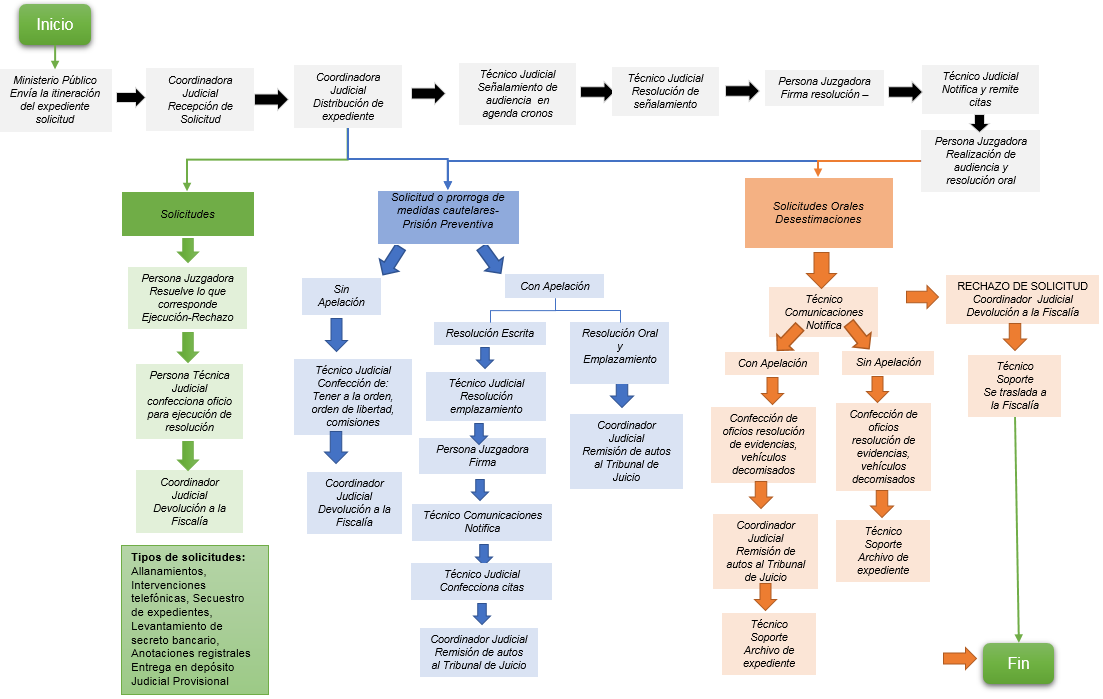 Inicio
Ministerio Público
Envía la itineración
del expediente
solicitud
Coordinadora
Judicial
Recepción de
Solicitud
Coordinadora
Judicial
Distribución de
expediente
Técnico Judicial
Señalamiento de
audiencia en
agenda cronos
Técnico Judicial
Resolución de
señalamiento
Persona Juzgadora
Firma resolución –
Técnico Judicial
Notifica y remite
citas
Persona Juzgadora
Realización de
audiencia y
resolución oral
Solicitudes
Persona Juzgadora
Resuelve lo que
corresponde
Ejecución-Rechazo
Persona Técnica
Judicial
confecciona oficio
para ejecución de
resolución
Coordinador
Judicial
Devolución a la
Fiscalía
Tipos de solicitudes:
Allanamientos,
Intervenciones
telefónicas, Secuestro
de expedientes,
Levantamiento de
secreto bancario,
Anotaciones registrales
Entrega en depósito
Judicial Provisional
Solicitud o prorroga de
medidas cautelares-
Prisión Preventiva
Sin
Apelación
Técnico Judicial
Confección de:
Tener a la orden,
orden de libertad,
comisiones
Coordinador
Judicial
Devolución a la
Fiscalía
Con Apelación
Resolución Escrita
Técnico Judicial
Resolución
emplazamiento
Persona Juzgadora
Firma
Técnico Comunicaciones
Notifica
Técnico Judicial
Confecciona citas
Coordinador Judicial
Remisión de autos
al Tribunal de Juicio
Resolución Oral
y
Emplazamiento
Coordinador
Judicial
Remisión de autos
al Tribunal de
Juicio
Solicitudes Orales
Desestimaciones
Técnico
Comunicaciones
Notifica
Con Apelación
Confección de
oficios resolución
de evidencias,
vehículos
decomisados
Coordinador
Judicial
Remisión de
autos al Tribunal
de Juicio
Técnico
Soporte
Archivo de
expediente
Sin Apelación
Confección de
oficios
resolución de
evidencias,
vehículos
decomisados
Técnico
Soporte
Archivo de
expediente
RECHAZO DE SOLICITUD
Coordinador Judicial
Devolución a la Fiscalía
Técnico
Soporte
Se traslada a
la Fiscalía
Fin